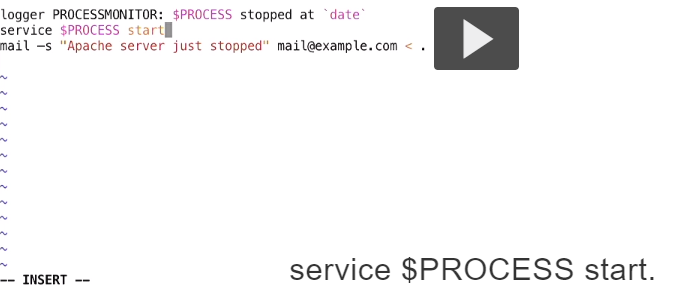 logger PROCESSMONITOR: $PROCESS stopped at `date`
service $PROCESS start
mail –s "Apache server just stopped" mail@example.com < .
~
~
~
~
~
~
~
~
~
~
~
~
~
-- INSERT --
service $PROCESS start.